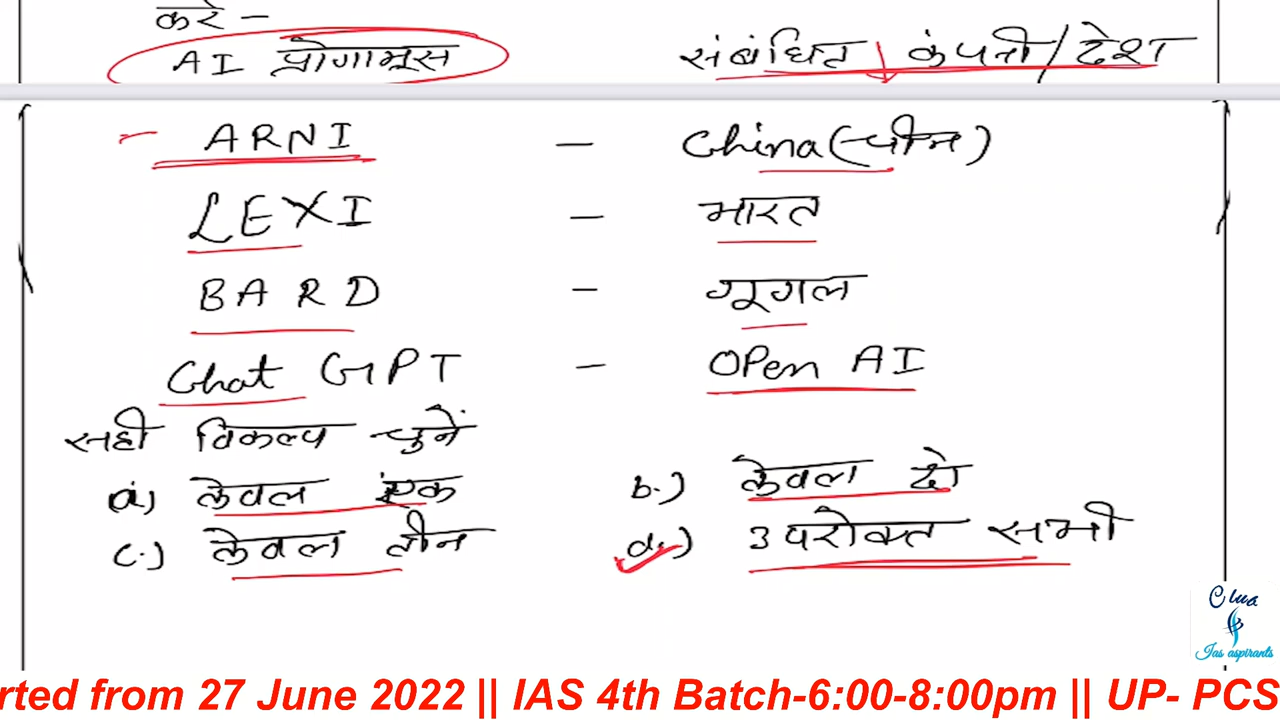 करे –
AI प्रोगाम्रस संबंधित कंपनी/देश
ARNI – China (चीन)
LEXI – भारत
BARD – गूगल
Chat GPT – OPen AI
सही विकल्प चुनें
a.) केवल एक b.) केवल दो
c.) केवल तीन d.) उपरोक्त सभी
Clua
Ias aspirants
rted from 27 June 2022 || IAS 4th Batch-6:00-8:00pm || UP- PCS